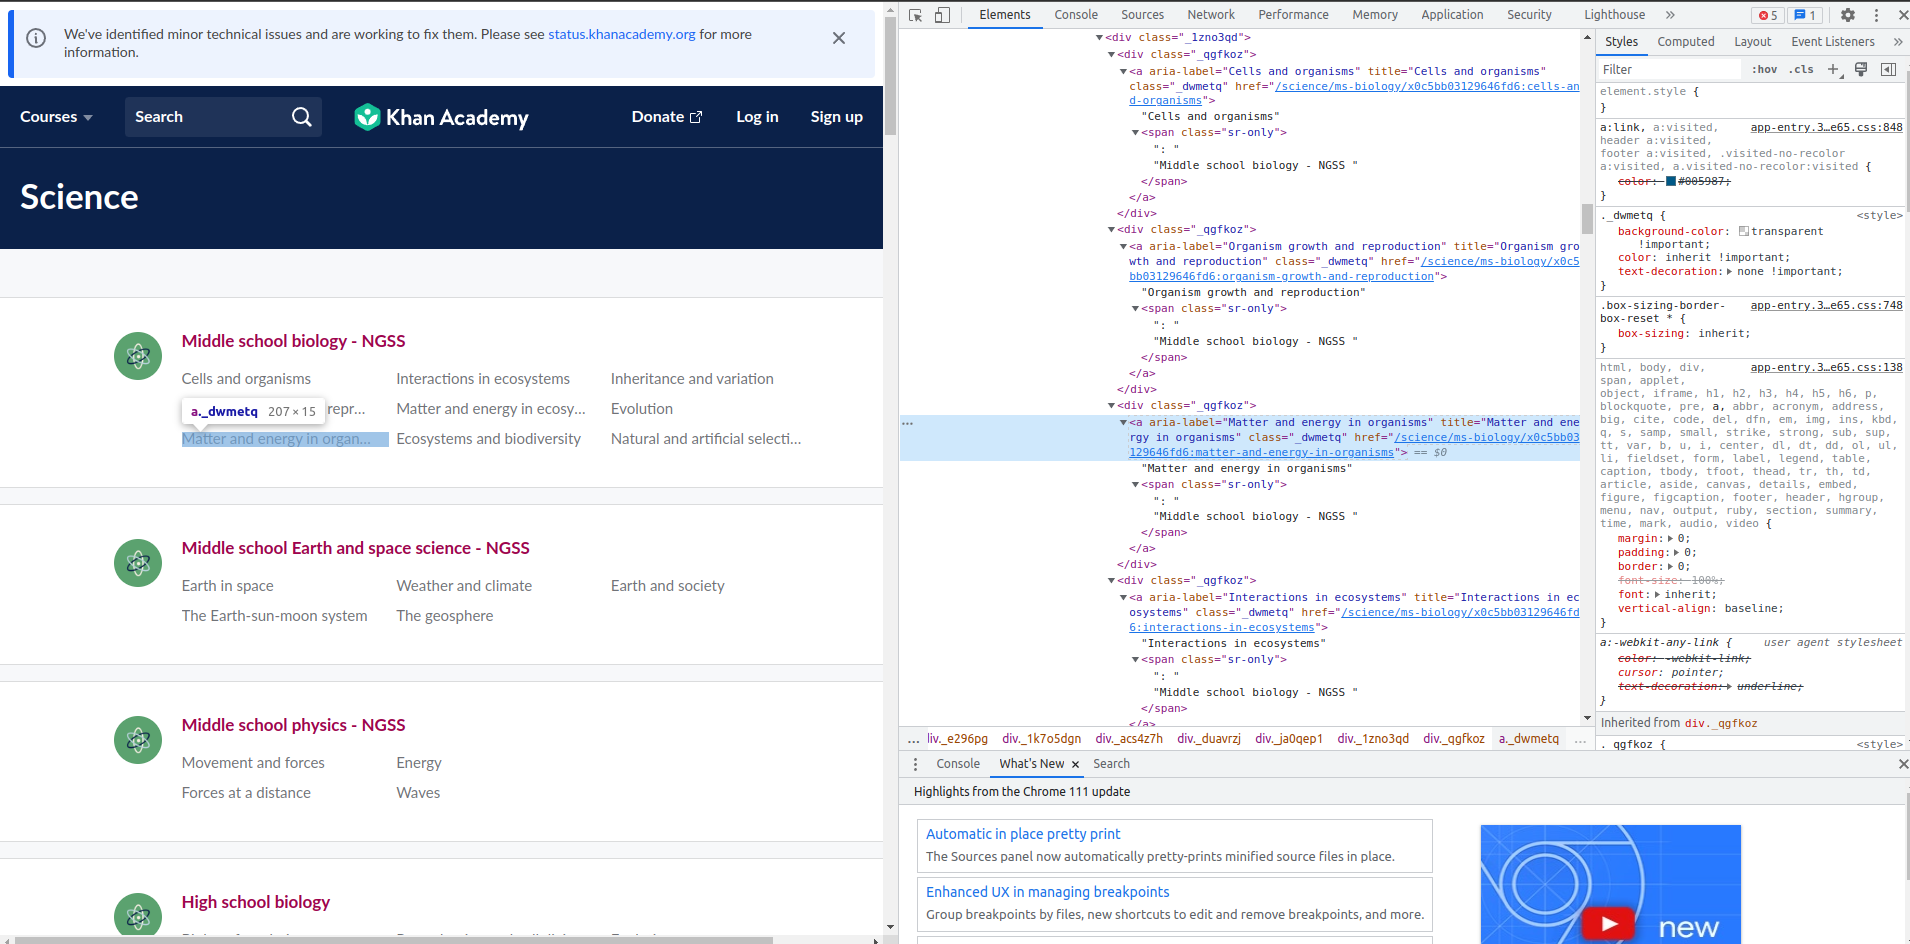 We've identified minor technical issues and are working to fix them. Please see status.khanacademy.org for more
information.
Courses
Search
Khan Academy
Donate
Log in
Sign up
Science
Middle school biology - NGSS
Cells and organisms
Interactions in ecosystems
Inheritance and variation
a._dwmetq 207 × 15
repr...
Matter and energy in ecosy...
Evolution
Matter and energy in organ...
Ecosystems and biodiversity
Natural and artificial selecti...
Middle school Earth and space science - NGSS
Earth in space
Weather and climate
Earth and society
The Earth-sun-moon system
The geosphere
Middle school physics - NGSS
Movement and forces
Energy
Forces at a distance
Waves
High school biology
Elements
Console
Sources
Network
Performance
Memory
Application
Security
Lighthouse
»
5
1
<div class="_1zno3qd">
<div class="_qgfkoz">
<a aria-label="Cells and organisms" title="Cells and organisms"
class="_dwmetq" href="/science/ms-biology/x0c5bb03129646fd6:cells-an
d-organisms">
"Cells and organisms"
<span class="sr-only">
": "
"Middle school biology - NGSS "
</span>
</a>
</div>
<div class="_qgfkoz">
<a aria-label="Organism growth and reproduction" title="Organism gro
wth and reproduction" class="_dwmetq" href="/science/ms-biology/x0c5
bb03129646fd6:organism-growth-and-reproduction">
"Organism growth and reproduction"
<span class="sr-only">
": "
"Middle school biology - NGSS "
</span>
</a>
</div>
<div class="_qgfkoz">
...
<a aria-label="Matter and energy in organisms" title="Matter and ene
rgy in organisms" class="_dwmetq" href="/science/ms-biology/x0c5bb03
129646fd6:matter-and-energy-in-organisms"> == $0
"Matter and energy in organisms"
<span class="sr-only">
": "
"Middle school biology - NGSS "
</span>
</a>
</div>
<div class="_qgfkoz">
<a aria-label="Interactions in ecosystems" title="Interactions in ec
osystems" class="_dwmetq" href="/science/ms-biology/x0c5bb03129646fd
6:interactions-in-ecosystems">
"Interactions in ecosystems"
<span class="sr-only">
": "
"Middle school biology - NGSS "
</span>
</a>
... liv._e296pg div._1k7o5dgn div._acs4z7h div._duavrzj div._ja0qep1 div._1zno3qd div._qgfkoz a._dwmetq ...
Styles
Computed
Layout
Event Listeners
»
Filter
:hov .cls +
element.style {
}
a:link, a:visited, app-entry.3…e65.css:848
header a:visited,
footer a:visited, .visited-no-recolor
a:visited, a.visited-no-recolor:visited {
color: #005987;
}
._dwmetq { <style>
background-color: transparent
!important;
color: inherit !important;
text-decoration: none !important;
}
.box-sizing-border- app-entry.3…e65.css:748
box-reset * {
box-sizing: inherit;
}
html, body, div, app-entry.3…e65.css:138
span, applet,
object, iframe, h1, h2, h3, h4, h5, h6, p,
blockquote, pre, a, abbr, acronym, address,
big, cite, code, del, dfn, em, img, ins, kbd,
q, s, samp, small, strike, strong, sub, sup,
tt, var, b, u, i, center, dl, dt, dd, ol, ul,
li, fieldset, form, label, legend, table,
caption, tbody, tfoot, thead, tr, th, td,
article, aside, canvas, details, embed,
figure, figcaption, footer, header, hgroup,
menu, nav, output, ruby, section, summary,
time, mark, audio, video {
margin: 0;
padding: 0;
border: 0;
font-size: 100%;
font: inherit;
vertical-align: baseline;
}
a:-webkit-any-link { user agent stylesheet
color: -webkit-link;
cursor: pointer;
text-decoration: underline;
}
Inherited from div._qgfkoz
._qgfkoz { <style>
Console
What's New
Search
Highlights from the Chrome 111 update
Automatic in place pretty print
The Sources panel now automatically pretty-prints minified source files in place.
Enhanced UX in managing breakpoints
Group breakpoints by files, new shortcuts to edit and remove breakpoints, and more.
new